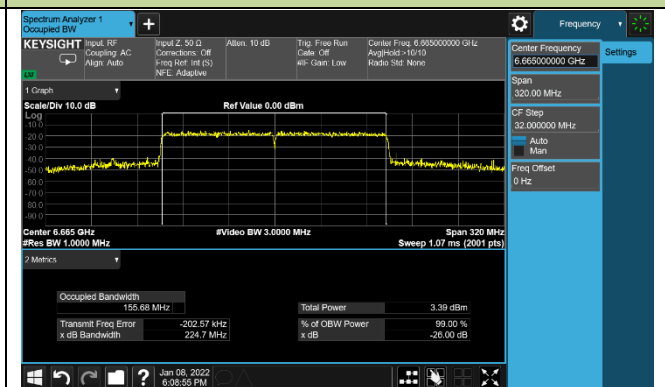 Spectrum Analyzer 1
Occupied BW
+
Frequency
KEYSIGHT
Input: RF
Coupling: AC
Align: Auto
Input Z: 50 Ω
Corrections: Off
Freq Ref: Int (S)
NFE: Adaptive
Atten: 10 dB
Trig: Free Run
Gate: Off
#IF Gain: Low
Center Freq: 6.665000000 GHz
Avg|Hold:>10/10
Radio Std: None
LXI
Center Frequency
6.665000000 GHz
Settings
Span
320.00 MHz
CF Step
32.000000 MHz
Auto
Man
Freq Offset
0 Hz
1 Graph
Scale/Div 10.0 dB
Ref Value 0.00 dBm
Log
-10.0
-20.0
-30.0
-40.0
-50.0
-60.0
-70.0
-80.0
-90.0
Center 6.665 GHz
#Video BW 3.0000 MHz
Span 320 MHz
#Res BW 1.0000 MHz
Sweep 1.07 ms (2001 pts)
2 Metrics
Occupied Bandwidth
155.68 MHz
Total Power 3.39 dBm
Transmit Freq Error -202.57 kHz
% of OBW Power 99.00 %
x dB Bandwidth 224.7 MHz
x dB -26.00 dB
?
Jan 08, 2022
6:08:55 PM